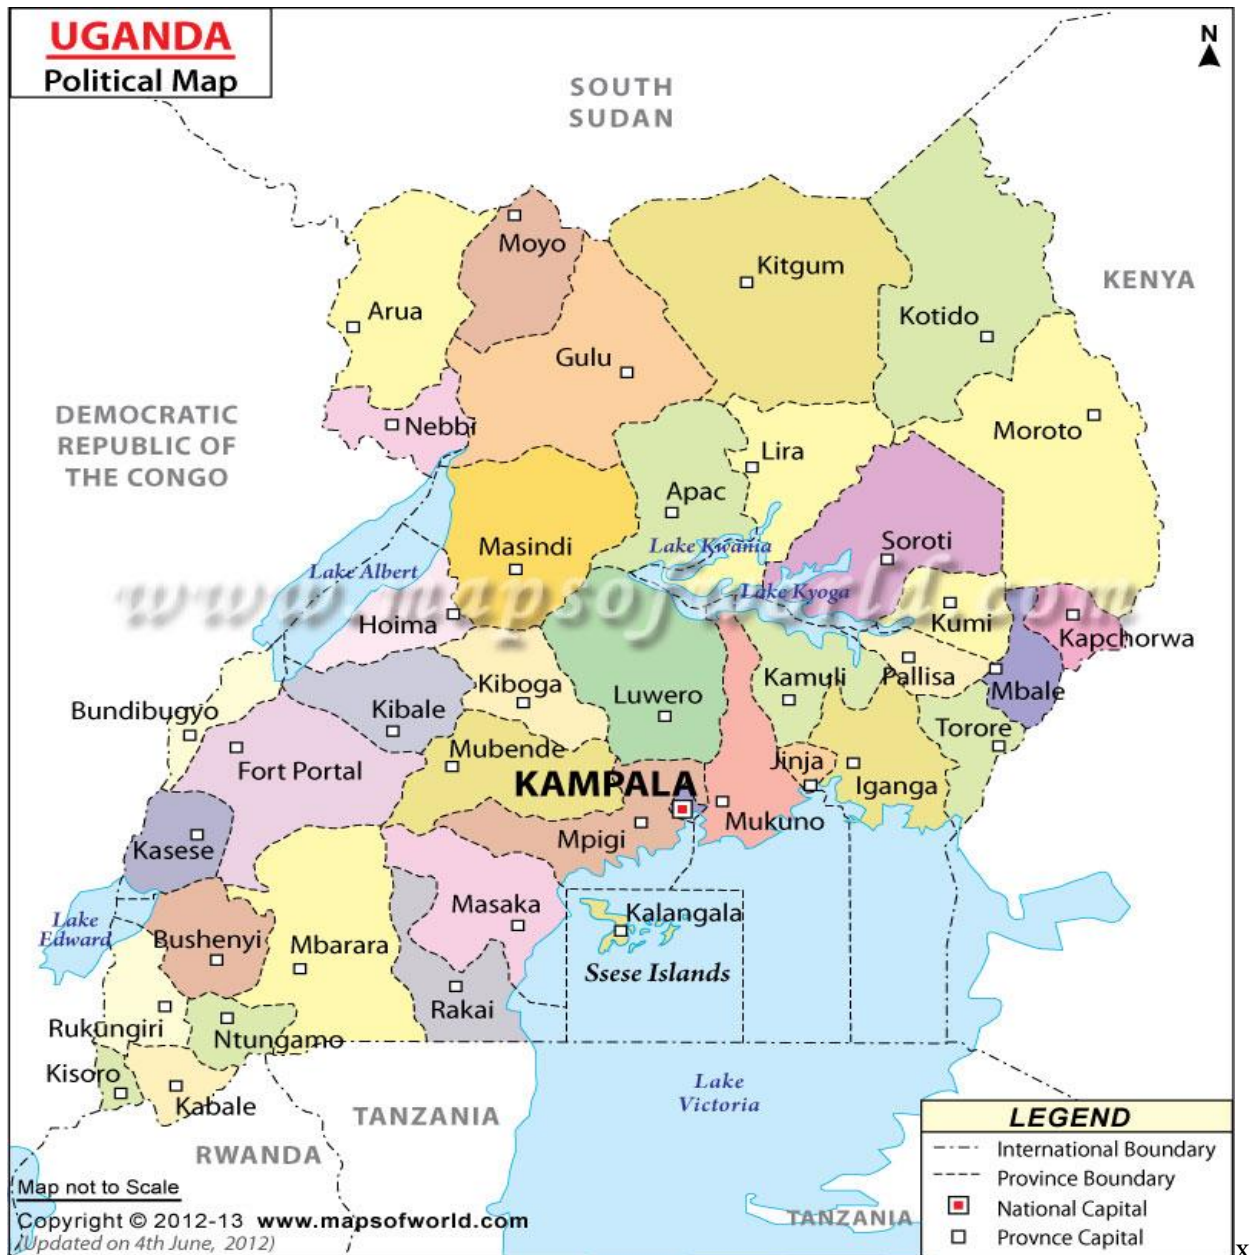 UGANDA
Political Map
N
SOUTH
SUDAN
Moyo
Kitgum
KENYA
Arua
Kotido
Gulu
DEMOCRATIC
REPUBLIC OF
THE CONGO
Nebbi
Moroto
Lira
Apac
Masindi
Lake Kwania
Soroti
Lake Albert
Lake Kyoga
www.mapsofworld.com
Hoima
Kumi
Kapchorwa
Kiboga
Luwero
Kamuli
Pallisa
Mbale
Bundibugyo
Kibale
Torore
Mubende
Fort Portal
KAMPALA
Jinja
Iganga
Mukuno
Mpigi
Kasese
Masaka
Kalangala
Lake
Edward
Bushenyi
Mbarara
Ssese Islands
Rakai
Rukungiri
Ntungamo
Kisoro
Kabale
Lake
Victoria
TANZANIA
RWANDA
LEGEND
International Boundary
Province Boundary
National Capital
Provnce Capital
TANZANIA
Map not to Scale
Copyright © 2012-13 www.mapsofworld.com
(Updated on 4th June, 2012)
x